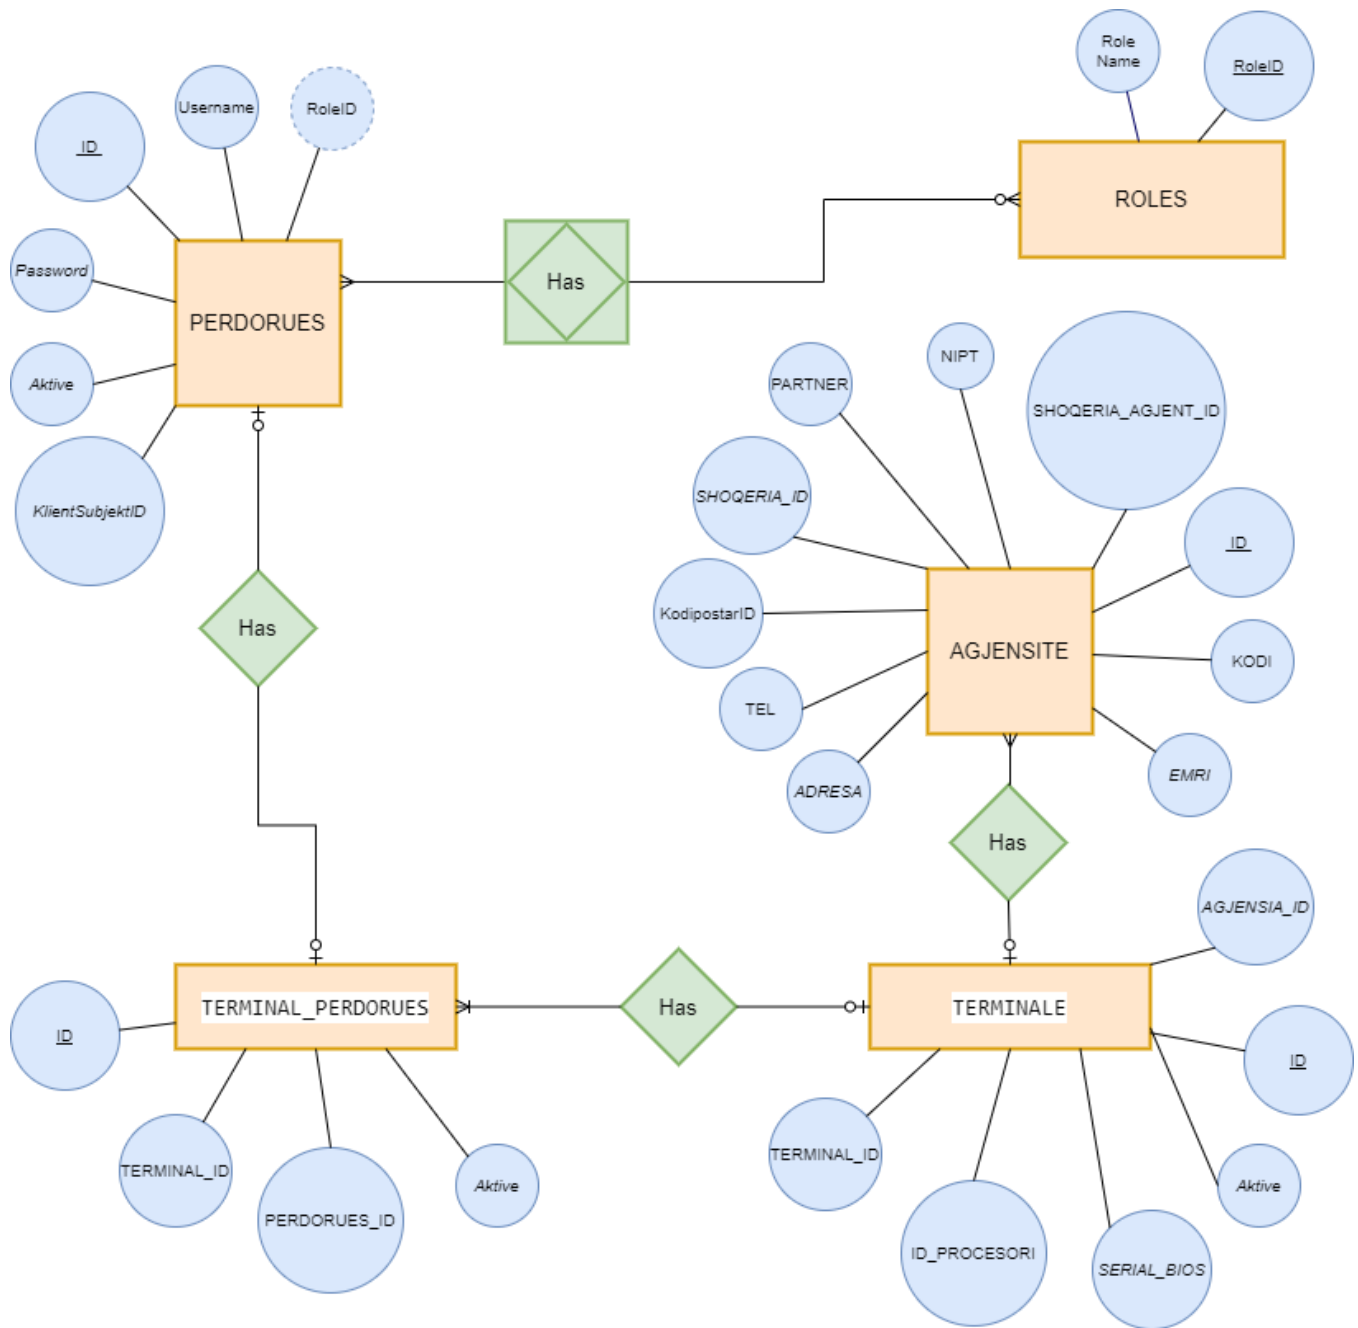 Role
Name
RoleID
ID
Username
RoleID
ROLES
Password
PERDORUES
Has
Aktive
KlientSubjektID
PARTNER
NIPT
SHOQERIA_AGJENT_ID
SHOQERIA_ID
ID
KodipostarID
AGJENSITE
KODI
TEL
ADRESA
EMRI
Has
Has
AGJENSIA_ID
ID
TERMINAL_PERDORUES
Has
TERMINALE
ID
TERMINAL_ID
PERDORUES_ID
Aktive
TERMINAL_ID
ID_PROCESORI
SERIAL_BIOS
Aktive